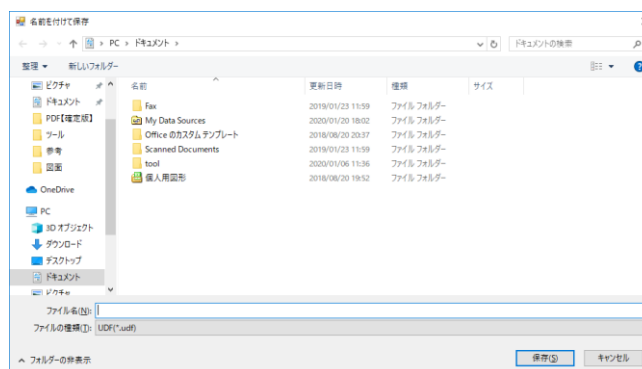 名前を付けて保存
PC > ドキュメント >
ドキュメントの検索
整理 新しいフォルダー
名前 更新日時 種類 サイズ
ピクチャ
ドキュメント
PDF【確定版】
ツール
参考
図面
OneDrive
PC
3D オブジェクト
ダウンロード
デスクトップ
ドキュメント
ピクチャ
Fax 2019/01/23 11:59 ファイル フォルダー
My Data Sources 2020/01/20 18:02 ファイル フォルダー
Office のカスタム テンプレート 2018/08/20 20:37 ファイル フォルダー
Scanned Documents 2019/01/23 11:59 ファイル フォルダー
tool 2020/01/06 11:36 ファイル フォルダー
個人用図形 2018/08/20 19:52 ファイル フォルダー
ファイル名(N):
ファイルの種類(T): UDF(*.udf)
フォルダーの非表示
保存(S) キャンセル